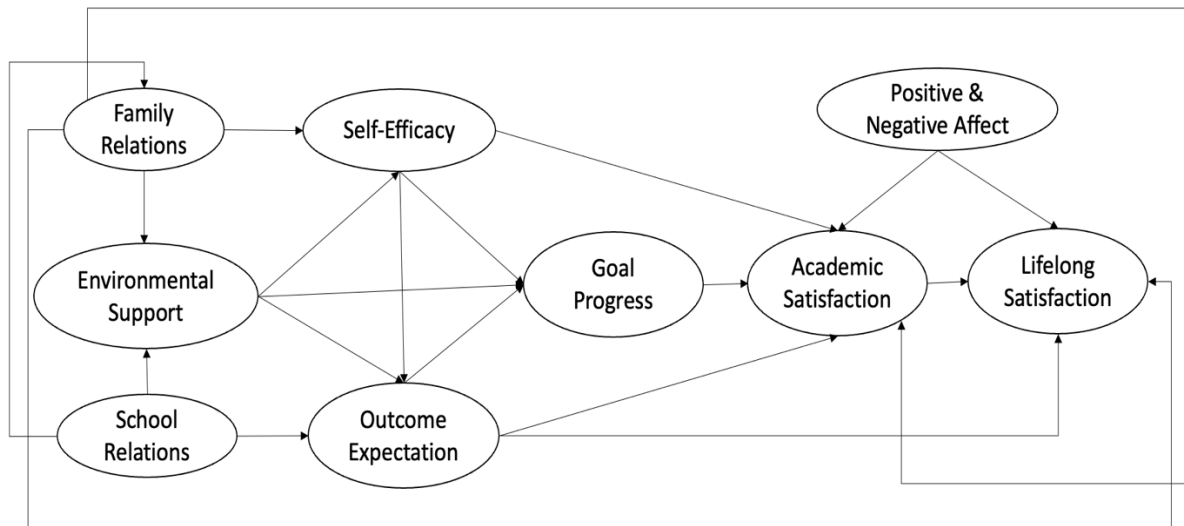 Family
Relations
Self-Efficacy
Positive &
Negative Affect
Environmental
Support
Goal
Progress
Academic
Satisfaction
Lifelong
Satisfaction
School
Relations
Outcome
Expectation